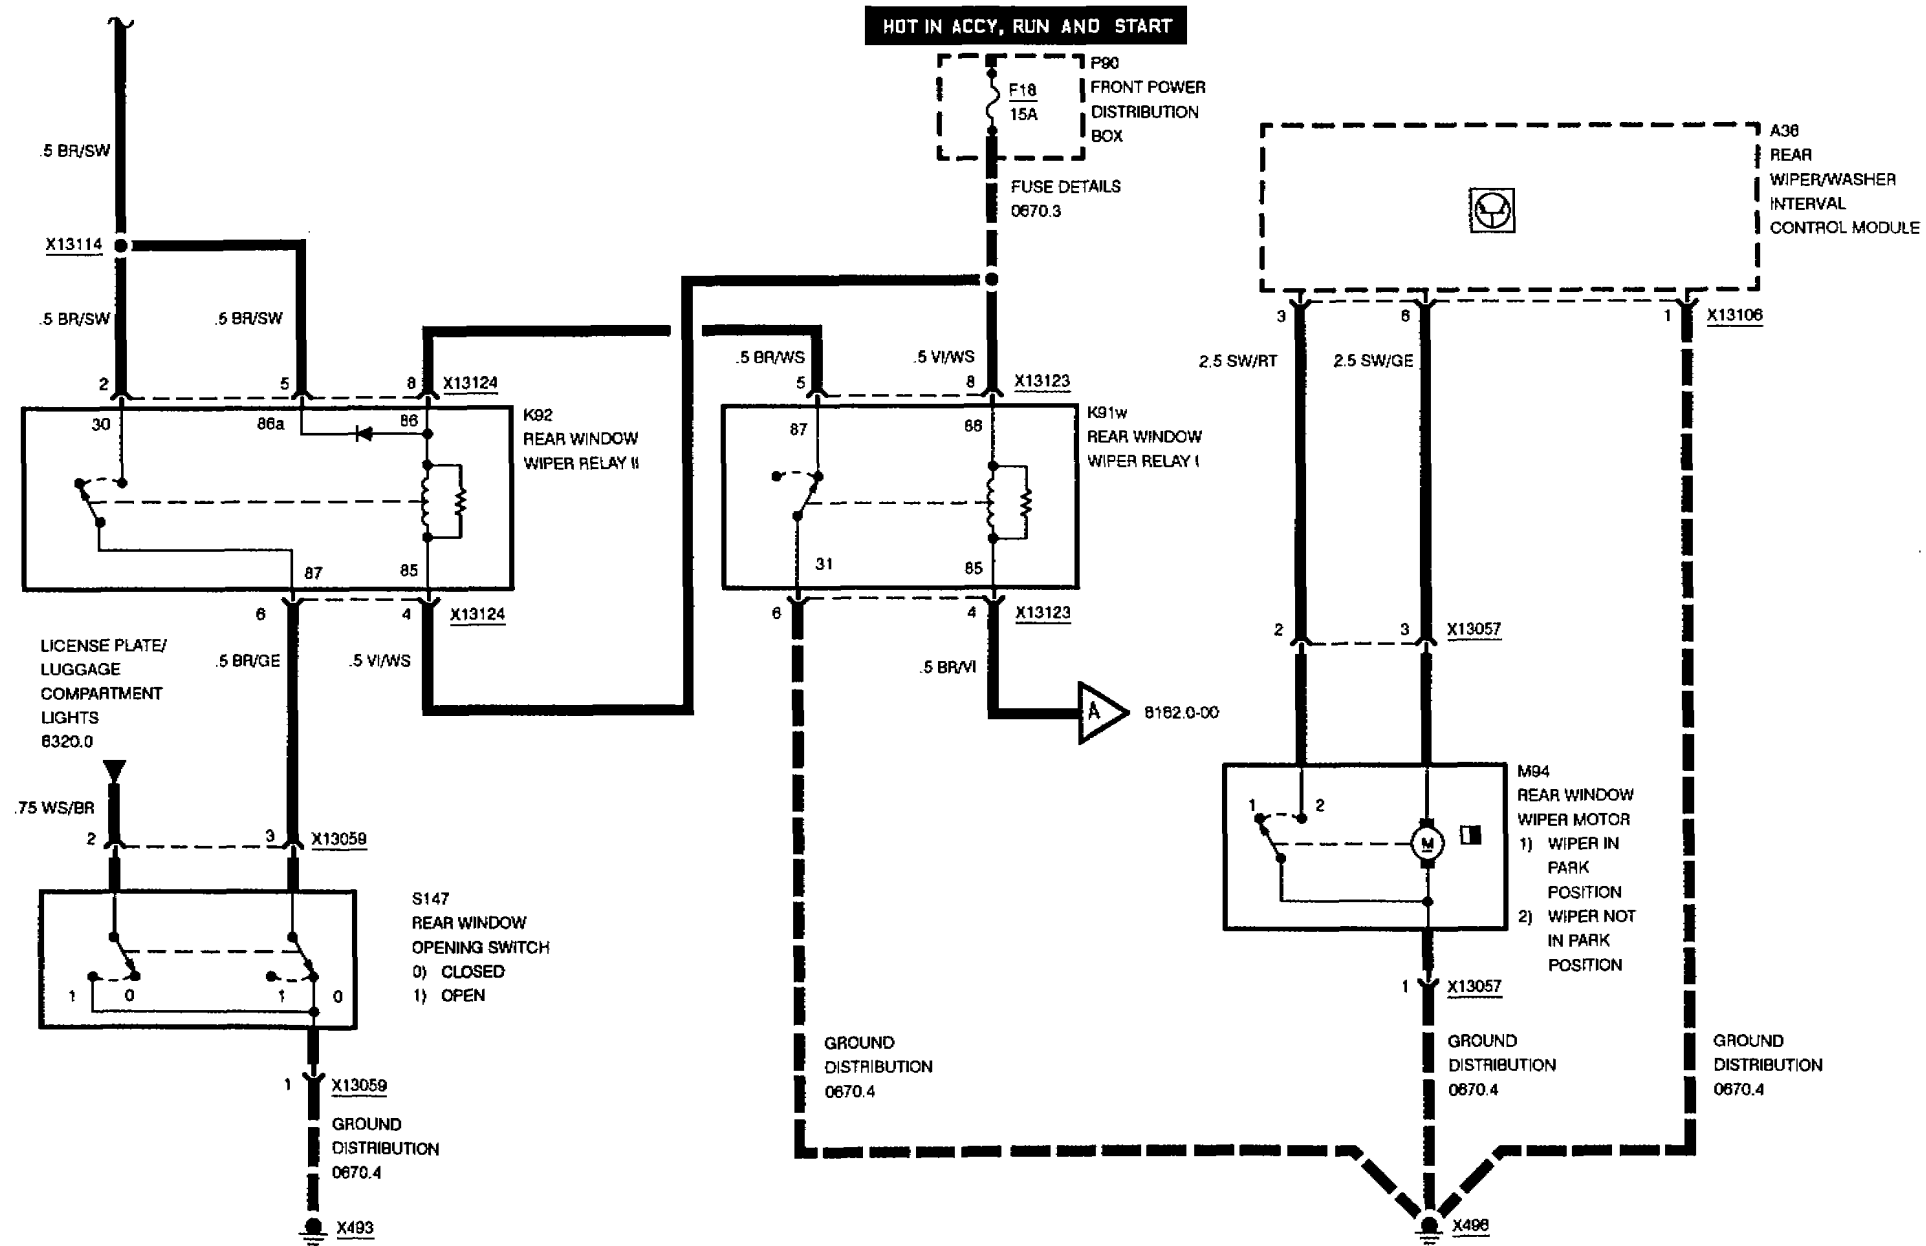 HOT IN ACCY, RUN AND START
P90
FRONT POWER
DISTRIBUTION
BOX
F18
15A
FUSE DETAILS
0670.3
A36
REAR
WIPER/WASHER
INTERVAL
CONTROL MODULE
.5 BR/SW
X13114
.5 BR/SW
.5 BR/SW
3
6
1
X13106
2.5 SW/RT
2.5 SW/GE
.5 BR/WS
.5 VI/WS
2
5
8
X13124
5
8
X13123
30
86a
86
K92
REAR WINDOW
WIPER RELAY II
87
86
K91w
REAR WINDOW
WIPER RELAY I
87
85
31
85
6
4
X13124
6
4
X13123
2
3
X13057
LICENSE PLATE/
LUGGAGE
COMPARTMENT
LIGHTS
6320.0
.5 BR/GE
.5 VI/WS
.5 BR/VI
A
6162.0-00
.75 WS/BR
2
3
X13059
1
2
M
M94
REAR WINDOW
WIPER MOTOR
1) WIPER IN
PARK
POSITION
2) WIPER NOT
IN PARK
POSITION
S147
REAR WINDOW
OPENING SWITCH
0) CLOSED
1) OPEN
1
0
1
0
1
X13057
1
X13059
GROUND
DISTRIBUTION
0670.4
GROUND
DISTRIBUTION
0670.4
GROUND
DISTRIBUTION
0670.4
GROUND
DISTRIBUTION
0670.4
X493
X498